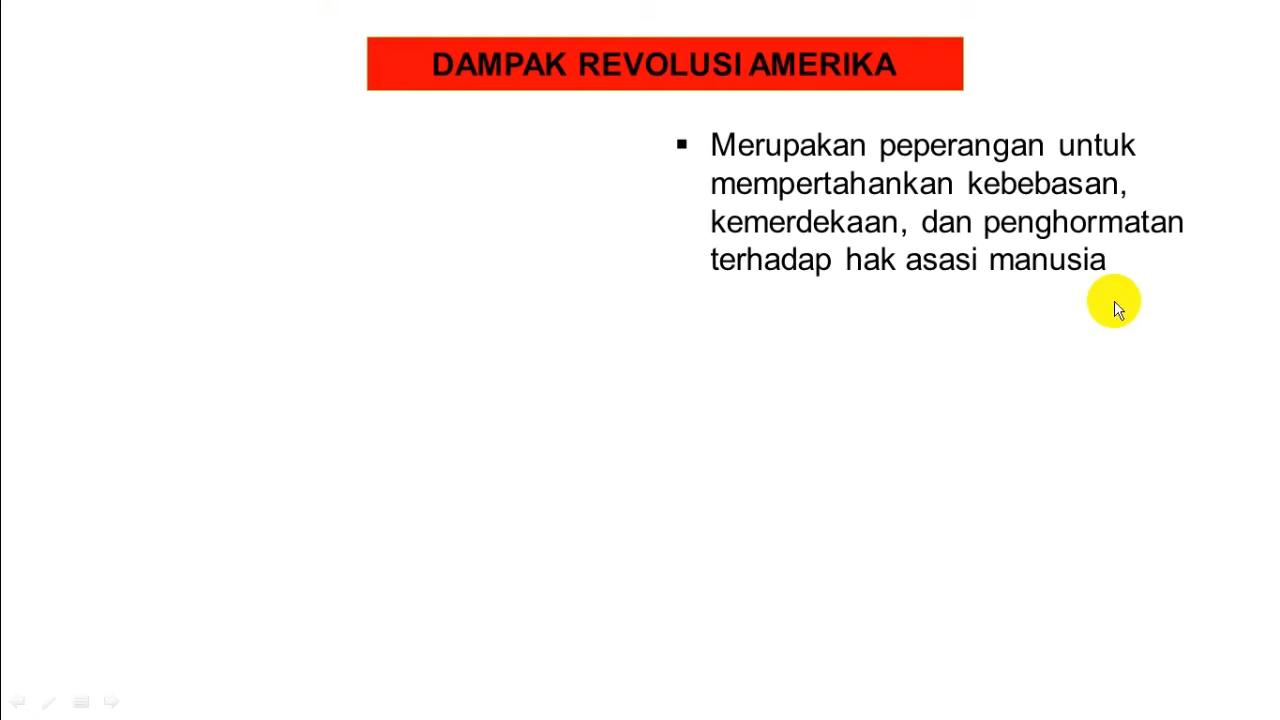 DAMPAK REVOLUSI AMERIKA
▪ Merupakan peperangan untuk
mempertahankan kebebasan,
kemerdekaan, dan penghormatan
terhadap hak asasi manusia